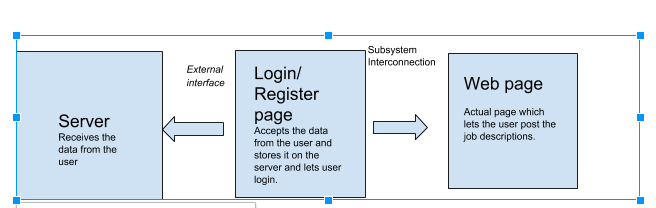 Server
Receives the
data from the
user
External
interface
Login/
Register
page
Accepts the data
from the user and
stores it on the
server and lets user
login.
Subsystem
Interconnection
Web page
Actual page which
lets the user post the
job descriptions.